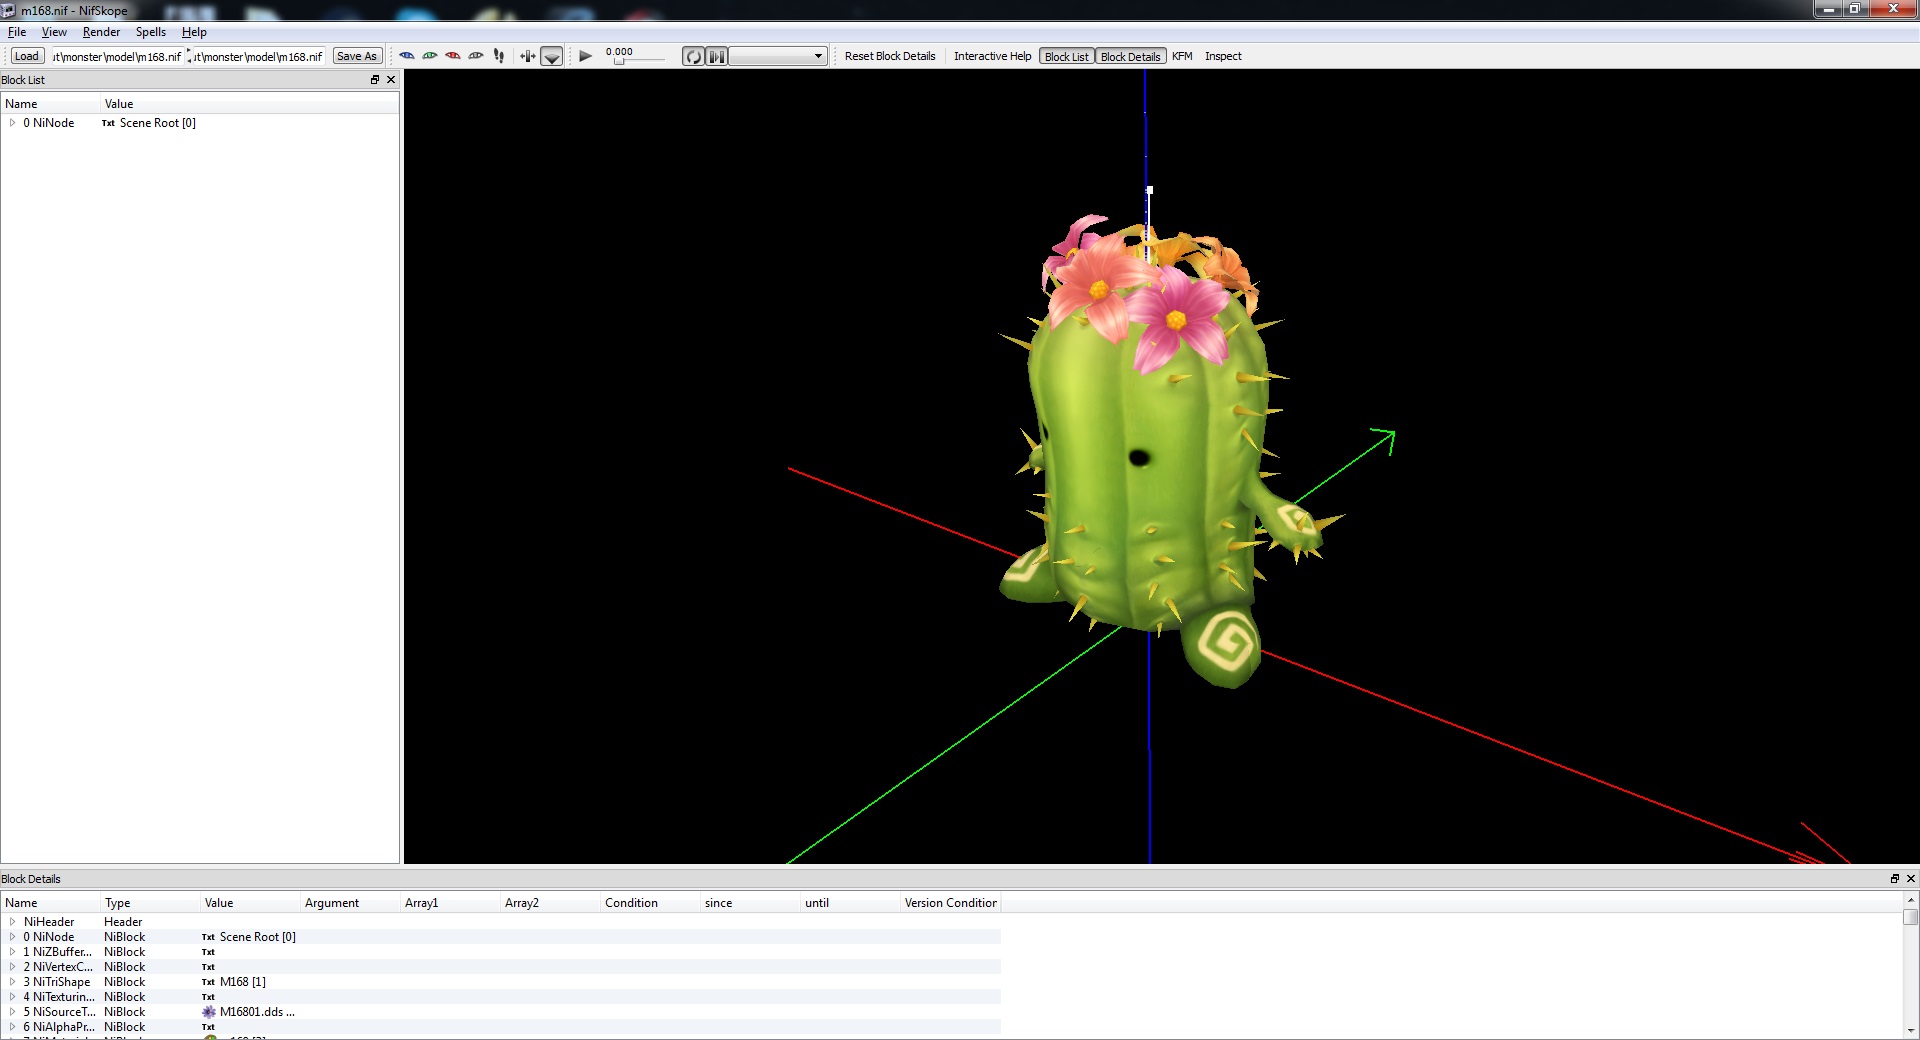 m168.nif - NifSkope
File View Render Spells Help
Load ut\monster\model\m168.nif ut\monster\model\m168.nif Save As 0.000 Reset Block Details Interactive Help Block List Block Details KFM Inspect
Block List
Name Value
0 NiNode Txt Scene Root [0]
Block Details
Name Type Value Argument Array1 Array2 Condition since until Version Condition
NiHeader Header
0 NiNode NiBlock Txt Scene Root [0]
1 NiZBuffer... NiBlock Txt
2 NiVertexC... NiBlock Txt
3 NiTriShape NiBlock Txt M168 [1]
4 NiTexturin... NiBlock Txt
5 NiSourceT... NiBlock M16801.dds ...
6 NiAlphaPr... NiBlock Txt